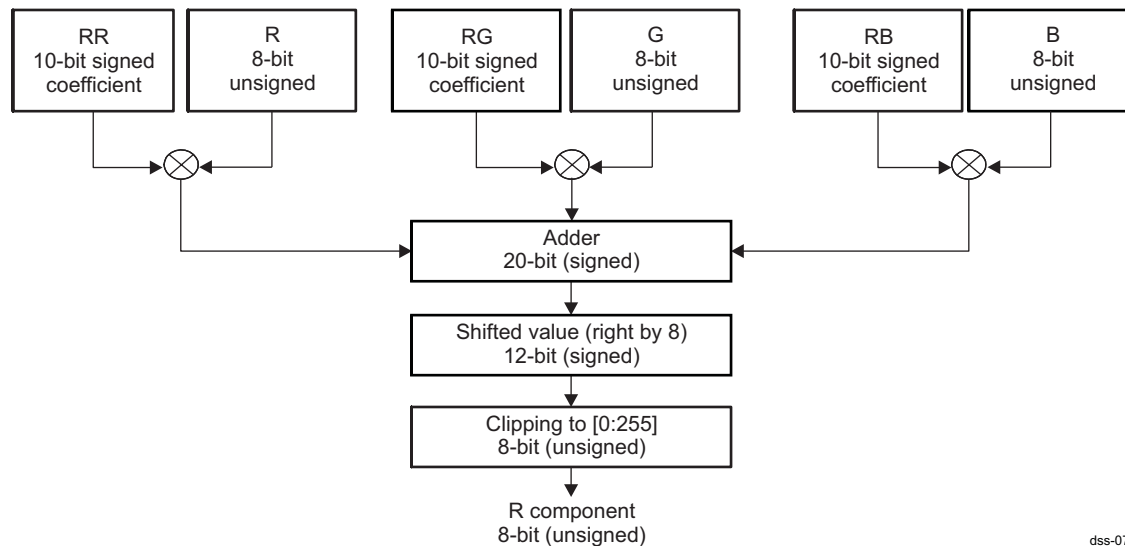 RR
10-bit signed
coefficient
R
8-bit
unsigned
RG
10-bit signed
coefficient
G
8-bit
unsigned
RB
10-bit signed
coefficient
B
8-bit
unsigned
Adder
20-bit (signed)
Shifted value (right by 8)
12-bit (signed)
Clipping to [0:255]
8-bit (unsigned)
R component
8-bit (unsigned)